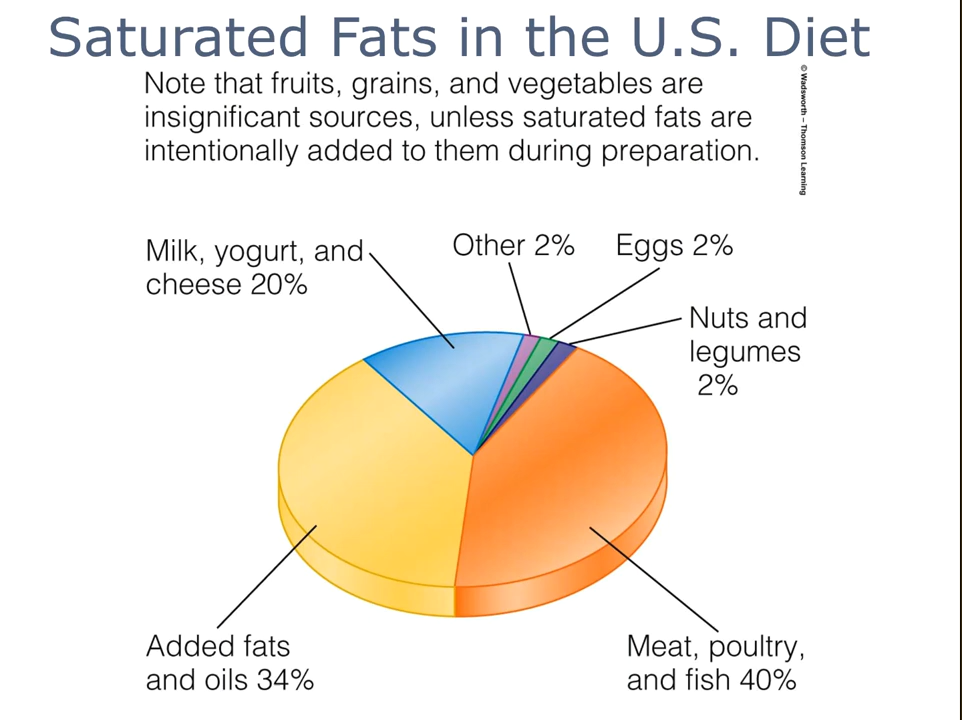 Saturated Fats in the U.S. Diet
Note that fruits, grains, and vegetables are
insignificant sources, unless saturated fats are
intentionally added to them during preparation.
© Wadsworth – Thomson Learning
Milk, yogurt, and
cheese 20%
Other 2%
Eggs 2%
Nuts and
legumes
2%
Added fats
and oils 34%
Meat, poultry,
and fish 40%